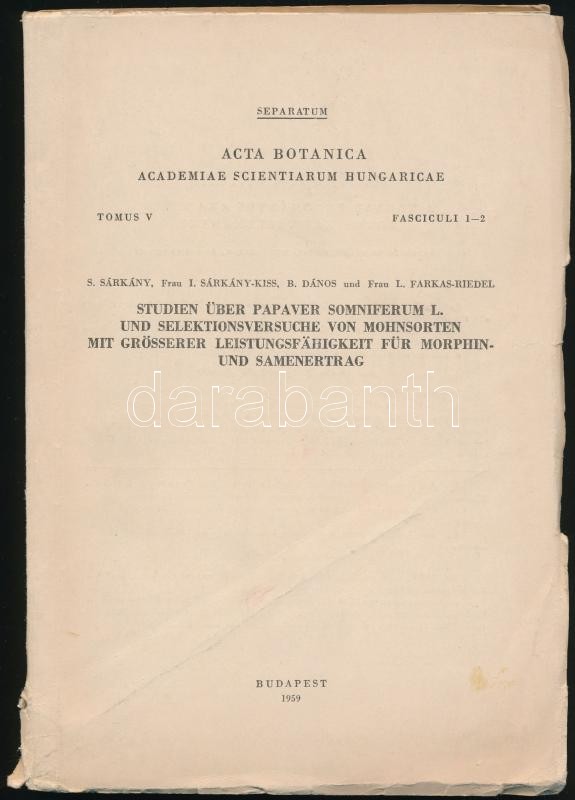 SEPARATUM
ACTA BOTANICA
ACADEMIAE SCIENTIARUM HUNGARICAE
TOMUS V FASCICULI 1—2
S. SÁRKÁNY, Frau I. SÁRKÁNY-KISS, B. DÁNOS und Frau L. FARKAS-RIEDEL
STUDIEN ÜBER PAPAVER SOMNIFERUM L.
UND SELEKTIONSVERSUCHE VON MOHNSORTEN
MIT GRÖSSERER LEISTUNGSFÄHIGKEIT FÜR MORPHIN-
UND SAMENERTRAG
darabanth
BUDAPEST
1959